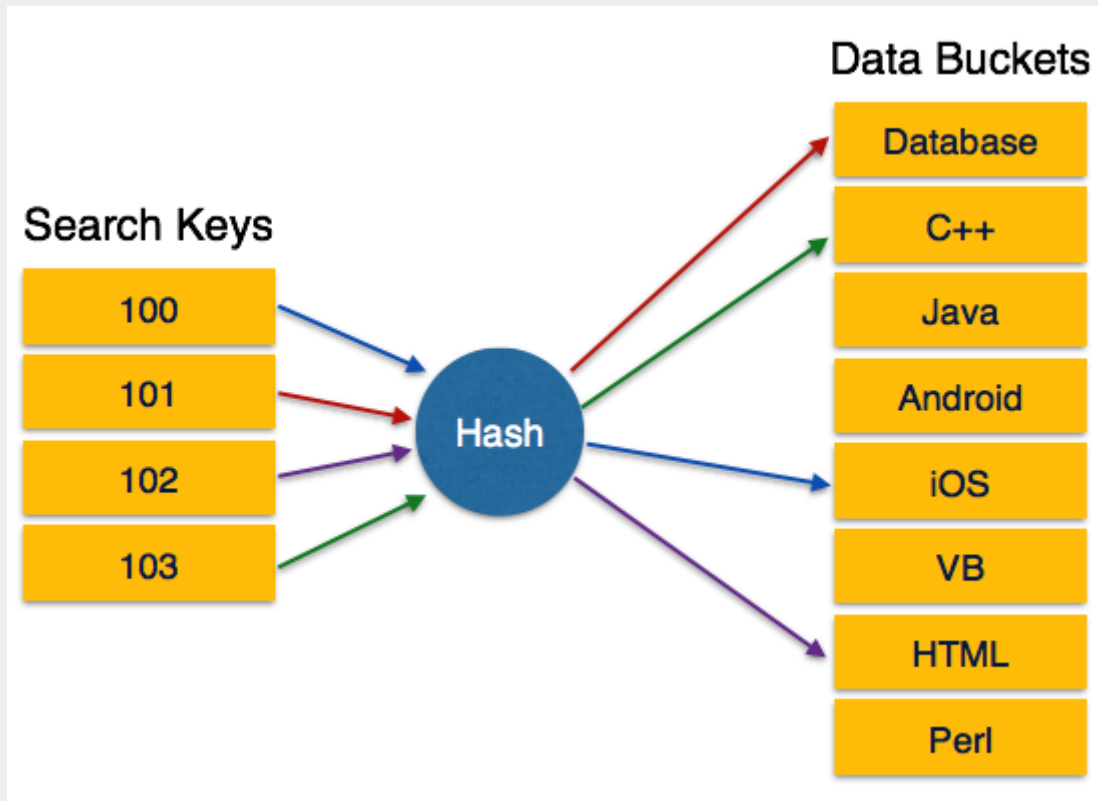 Data Buckets
Search Keys
100
101
102
103
Hash
Database
C++
Java
Android
iOS
VB
HTML
Perl